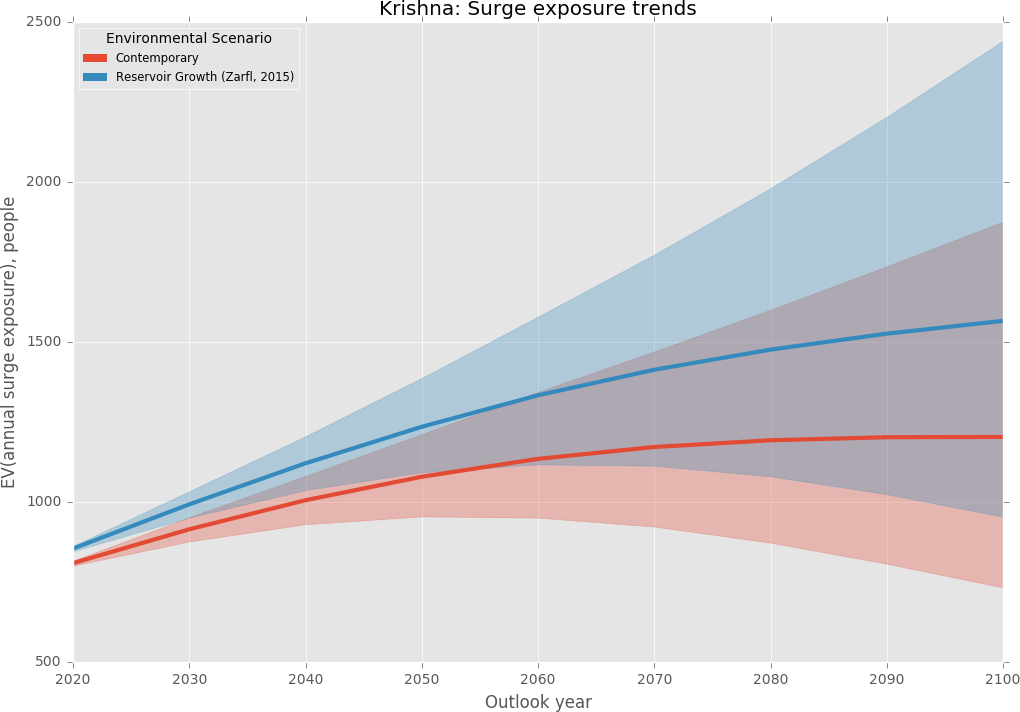 Krishna: Surge exposure trends
2500
2000
1500
1000
500
EV(annual surge exposure), people
Environmental Scenario
Contemporary
Reservoir Growth (Zarfl, 2015)
2020 2030 2040 2050 2060 2070 2080 2090 2100
Outlook year